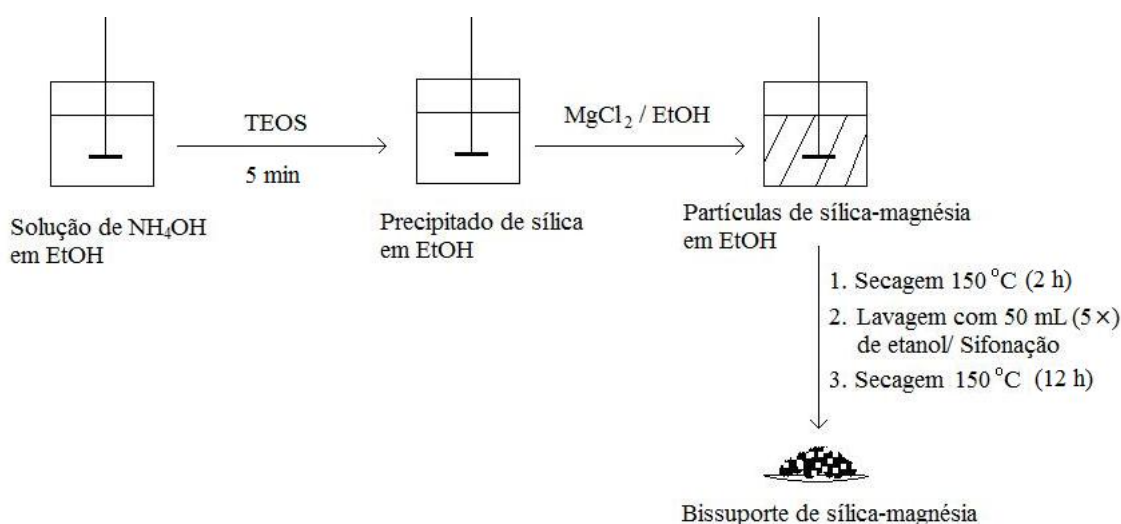 TEOS
5 min
MgCl₂ / EtOH
Solução de NH₄OH
em EtOH
Precipitado de sílica
em EtOH
Partículas de sílica-magnésia
em EtOH
1. Secagem 150 °C (2 h)
2. Lavagem com 50 mL (5 ×)
de etanol/ Sifonação
3. Secagem 150 °C (12 h)
Bissuporte de sílica-magnésia